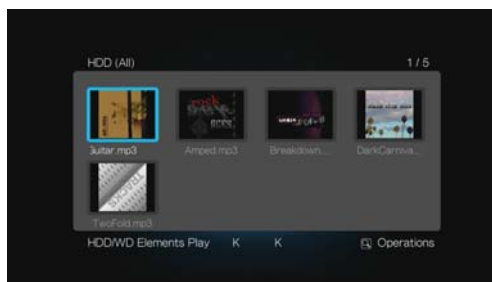 HDD (All) 1 / 5
Guitar.mp3 Amped.mp3 Breakdown... DarkCarniva...
TwoFold.mp3
HDD/WD Elements Play K K Operations